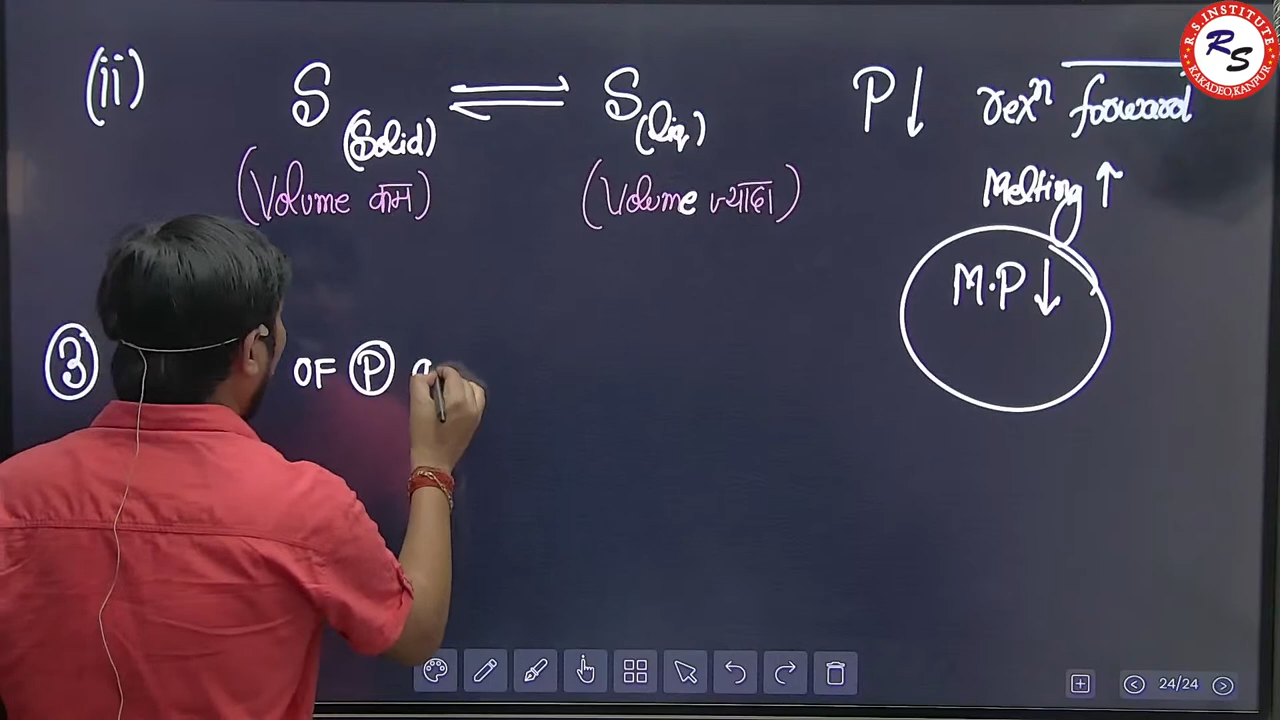 (ii) S(Solid) ⇌ S(liq) P↓ rexⁿ forward
(Volume कम) (Volume ज्यादा) Melting ↑
M.P↓
③ OF Ⓟ
24/24
R.S. INSTITUTE
RS
KAKADEO, KANPUR